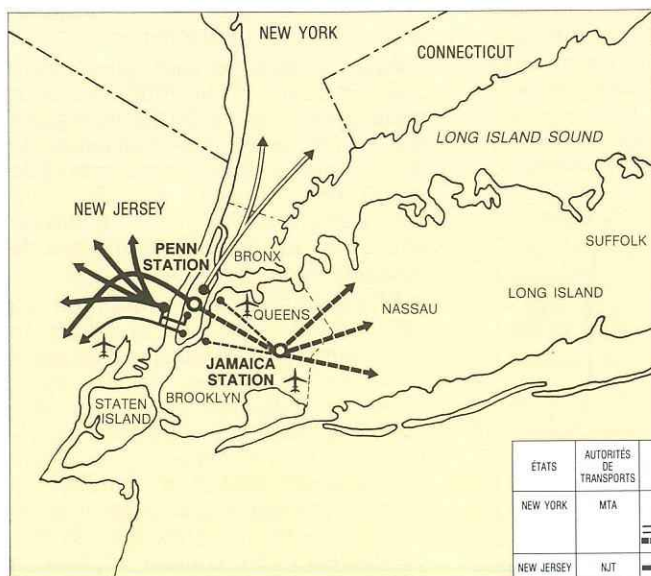 NEW YORK
CONNECTICUT
LONG ISLAND SOUND
NEW JERSEY
PENN
STATION
BRONX
SUFFOLK
QUEENS
NASSAU
LONG ISLAND
JAMAICA
STATION
STATEN
ISLAND
BROOKLYN
ÉTATS
AUTORITÉS
DE
TRANSPORTS
NEW YORK
MTA
NEW JERSEY
NJT